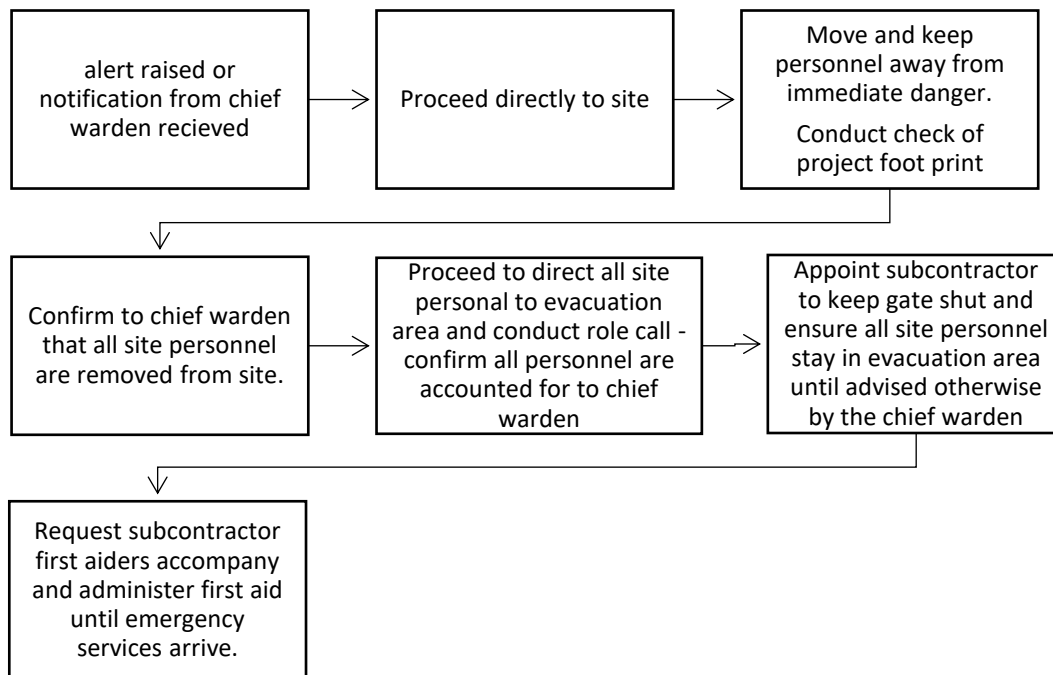 alert raised or
notification from chief
warden recieved
Proceed directly to site
Move and keep
personnel away from
immediate danger.
Conduct check of
project foot print
Confirm to chief warden
that all site personnel
are removed from site.
Proceed to direct all site
personal to evacuation
area and conduct role call -
confirm all personnel are
accounted for to chief
warden
Appoint subcontractor
to keep gate shut and
ensure all site personnel
stay in evacuation area
until advised otherwise
by the chief warden
Request subcontractor
first aiders accompany
and administer first aid
until emergency
services arrive.